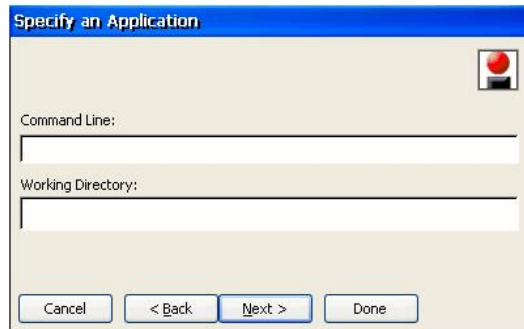 Specify an Application
Command Line:
Working Directory:
Cancel < Back Next > Done